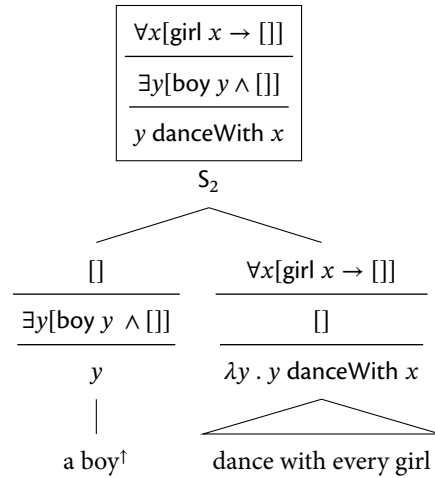 ∀x[girl x → []]
∃y[boy y ∧ []]
y danceWith x
S₂
[] ∀x[girl x → []]
∃y[boy y ∧ []] []
y λy . y danceWith x
a boy↑ dance with every girl